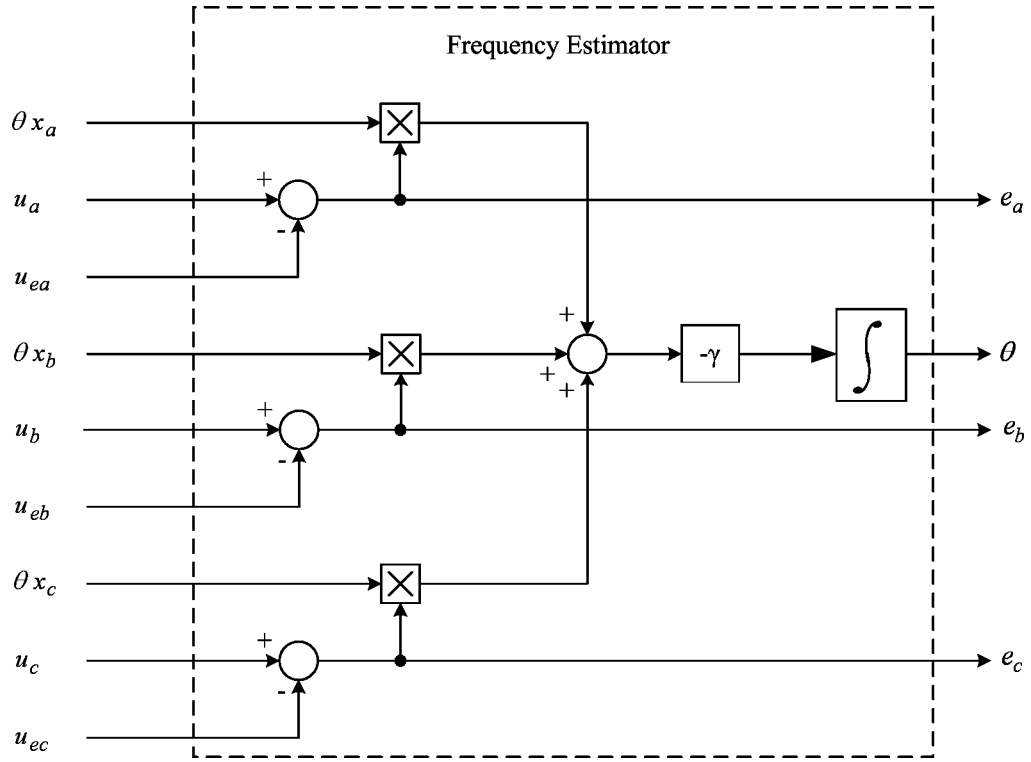 Frequency Estimator
θ x_a
+
u_a
e_a
-
u_ea
+
θ x_b
-γ
∫
θ
+
+
+
u_b
e_b
-
u_eb
θ x_c
+
u_c
e_c
-
u_ec